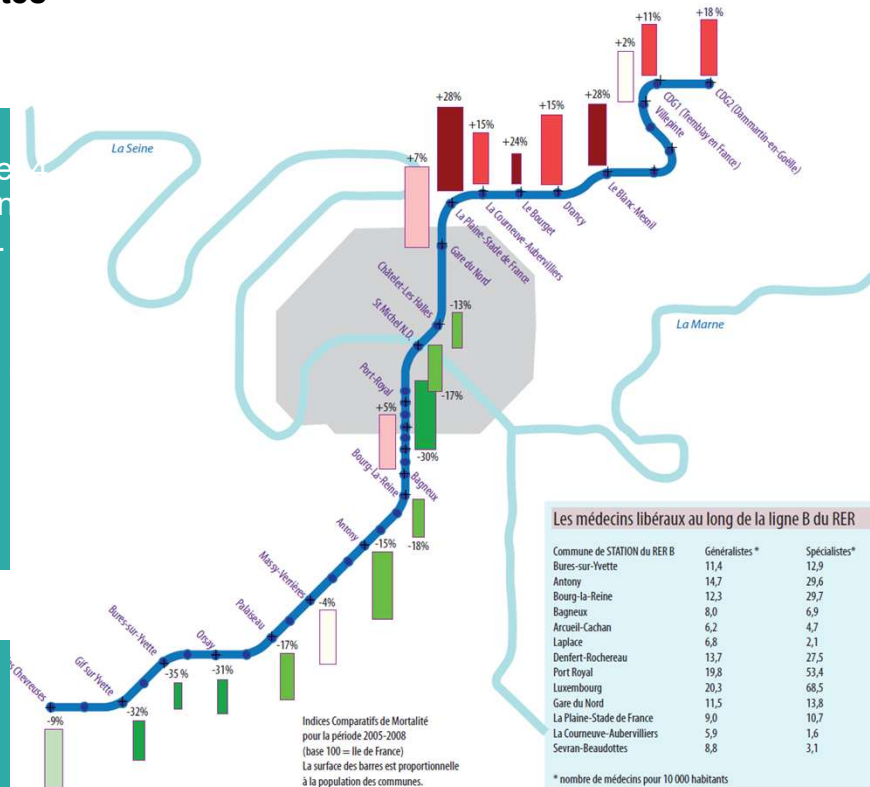 +18 %
+11%
+2%
+28%
+15%
+24%
+15%
+28%
+7%
La Seine
CDG2 (Dammartin-en-Goëlle)
CDG1 (Tremblay en France)
Villepinte
Le Blanc-Mesnil
Drancy
Le Bourget
La Courneuve-Aubervilliers
La Plaine-Stade de France
Gare du Nord
Châtelet-Les Halles
St Michel N.D.
-13%
La Marne
Port-Royal
-17%
+5%
-30%
Bourg-La-Reine
Bagneux
-18%
Antony
-15%
Massy-Verrières
-4%
Palaiseau
-17%
Orsay
-31%
Bures-sur-Yvette
-35 %
Gif sur Yvette
-32%
Chevreuses
-9%
Indices Comparatifs de Mortalité
pour la période 2005-2008
(base 100 = Ile de France)
La surface des barres est proportionnelle
à la population des communes.
Les médecins libéraux au long de la ligne B du RER
Commune de STATION du RER B Généralistes * Spécialistes*
Bures-sur-Yvette 11,4 12,9
Antony 14,7 29,6
Bourg-la-Reine 12,3 29,7
Bagneux 8,0 6,9
Arcueil-Cachan 6,2 4,7
Laplace 6,8 2,1
Denfert-Rochereau 13,7 27,5
Port Royal 19,8 53,4
Luxembourg 20,3 68,5
Gare du Nord 11,5 13,8
La Plaine-Stade de France 9,0 10,7
La Courneuve-Aubervilliers 5,9 1,6
Sevran-Beaudottes 8,8 3,1
* nombre de médecins pour 10 000 habitants